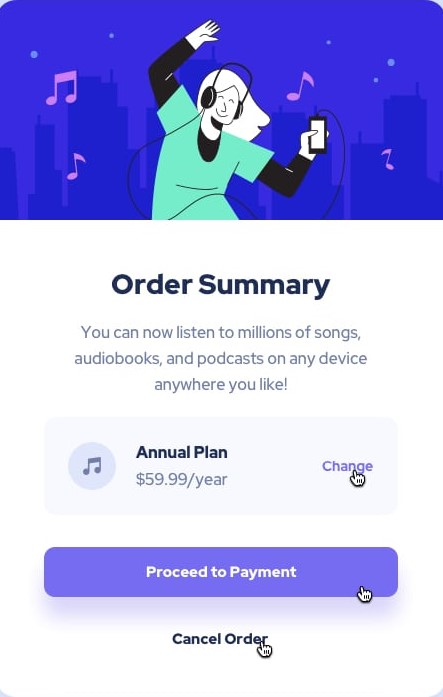 Order Summary
You can now listen to millions of songs,
audiobooks, and podcasts on any device
anywhere you like!
Annual Plan
$59.99/year
Change
Proceed to Payment
Cancel Order